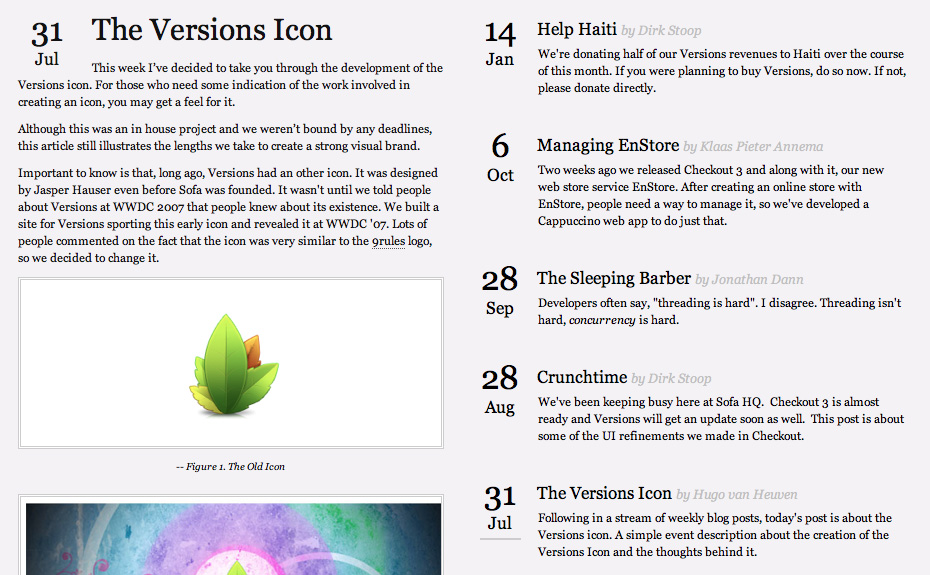 31
Jul
The Versions Icon
This week I've decided to take you through the development of the
Versions icon. For those who need some indication of the work involved in
creating an icon, you may get a feel for it.
Although this was an in house project and we weren't bound by any deadlines,
this article still illustrates the lengths we take to create a strong visual brand.
Important to know is that, long ago, Versions had an other icon. It was designed
by Jasper Hauser even before Sofa was founded. It wasn't until we told people
about Versions at WWDC 2007 that people knew about its existence. We built a
site for Versions sporting this early icon and revealed it at WWDC '07. Lots of
people commented on the fact that the icon was very similar to the 9rules logo,
so we decided to change it.
-- Figure 1. The Old Icon
14
Jan
Help Haiti by Dirk Stoop
We're donating half of our Versions revenues to Haiti over the course
of this month. If you were planning to buy Versions, do so now. If not,
please donate directly.
6
Oct
Managing EnStore by Klaas Pieter Annema
Two weeks ago we released Checkout 3 and along with it, our new
web store service EnStore. After creating an online store with
EnStore, people need a way to manage it, so we've developed a
Cappuccino web app to do just that.
28
Sep
The Sleeping Barber by Jonathan Dann
Developers often say, "threading is hard". I disagree. Threading isn't
hard, concurrency is hard.
28
Aug
Crunchtime by Dirk Stoop
We've been keeping busy here at Sofa HQ.  Checkout 3 is almost
ready and Versions will get an update soon as well.  This post is about
some of the UI refinements we made in Checkout.
31
Jul
The Versions Icon by Hugo van Heuven
Following in a stream of weekly blog posts, today's post is about the
Versions icon. A simple event description about the creation of the
Versions Icon and the thoughts behind it.